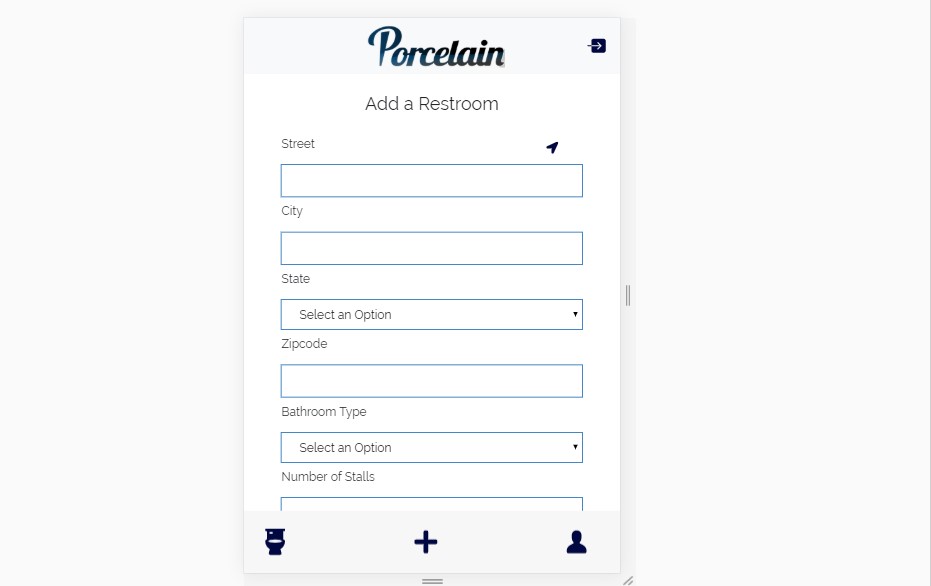 Porcelain
Add a Restroom
Street
City
State
Select an Option
Zipcode
Bathroom Type
Select an Option
Number of Stalls